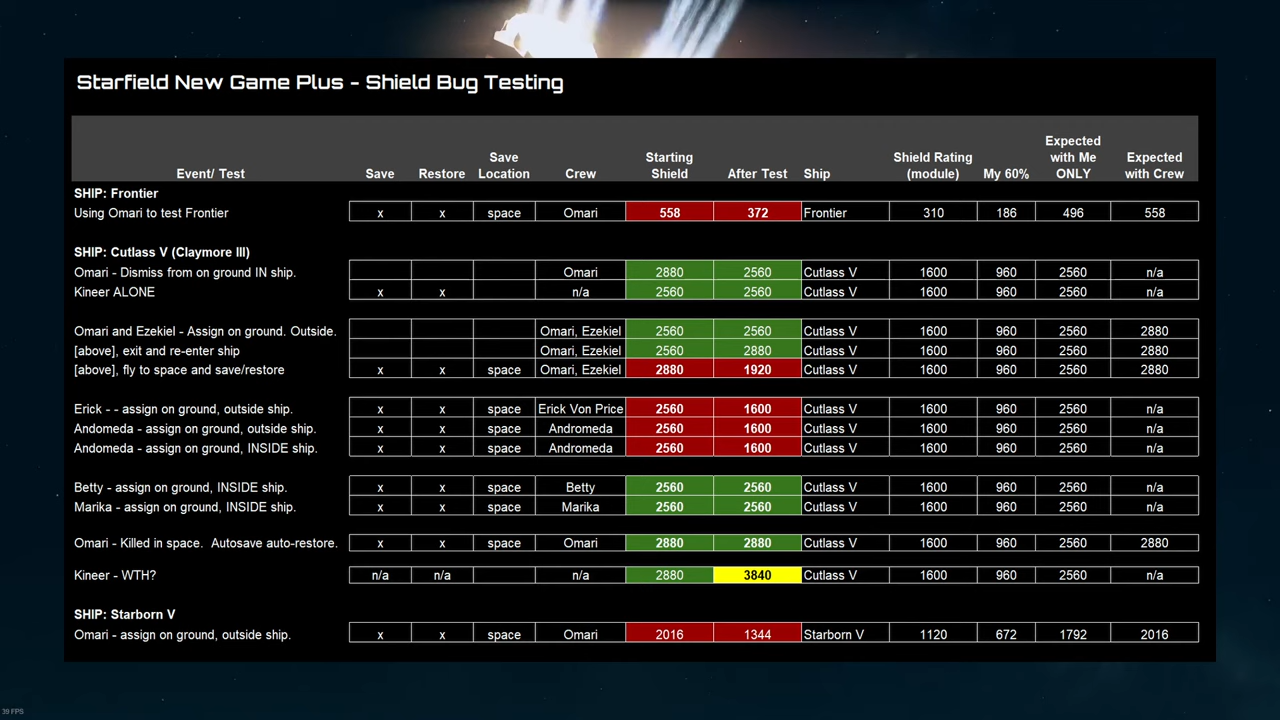 Starfield New Game Plus - Shield Bug Testing
Event/ Test Save Restore Save Location Crew Starting Shield After Test Ship Shield Rating (module) My 60% Expected with Me ONLY Expected with Crew
SHIP: Frontier
Using Omari to test Frontier x x space Omari 558 372 Frontier 310 186 496 558
SHIP: Cutlass V (Claymore III)
Omari - Dismiss from on ground IN ship. Omari 2880 2560 Cutlass V 1600 960 2560 n/a
Kineer ALONE x x n/a 2560 2560 Cutlass V 1600 960 2560 n/a
Omari and Ezekiel - Assign on ground. Outside. Omari, Ezekiel 2560 2560 Cutlass V 1600 960 2560 2880
[above], exit and re-enter ship Omari, Ezekiel 2560 2880 Cutlass V 1600 960 2560 2880
[above], fly to space and save/restore x x space Omari, Ezekiel 2880 1920 Cutlass V 1600 960 2560 2880
Erick - - assign on ground, outside ship. x x space Erick Von Price 2560 1600 Cutlass V 1600 960 2560 n/a
Andomeda - assign on ground, outside ship. x x space Andromeda 2560 1600 Cutlass V 1600 960 2560 n/a
Andomeda - assign on ground, INSIDE ship. x x space Andromeda 2560 1600 Cutlass V 1600 960 2560 n/a
Betty - assign on ground, INSIDE ship. x x space Betty 2560 2560 Cutlass V 1600 960 2560 n/a
Marika - assign on ground, INSIDE ship. x x space Marika 2560 2560 Cutlass V 1600 960 2560 n/a
Omari - Killed in space. Autosave auto-restore. x x space Omari 2880 2880 Cutlass V 1600 960 2560 2880
Kineer - WTH? n/a n/a n/a 2880 3840 Cutlass V 1600 960 2560 n/a
SHIP: Starborn V
Omari - assign on ground, outside ship. x x space Omari 2016 1344 Starborn V 1120 672 1792 2016
39 FPS